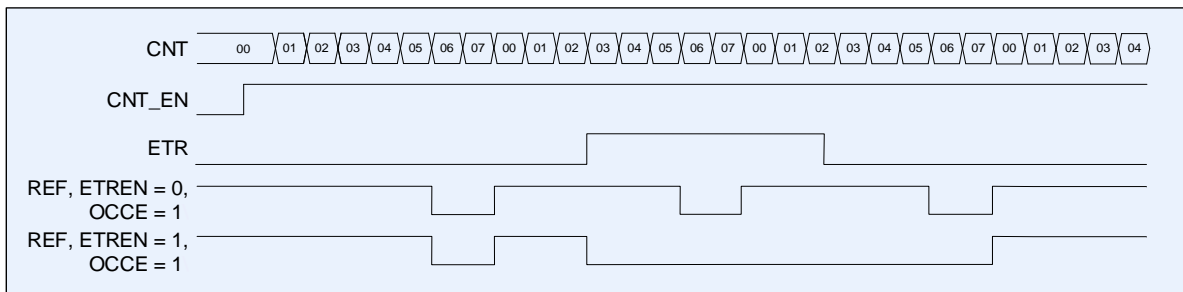 CNT 00 01 02 03 04 05 06 07 00 01 02 03 04 05 06 07 00 01 02 03 04 05 06 07 00 01 02 03 04
CNT_EN
ETR
REF, ETREN = 0,
OCCE = 1
REF, ETREN = 1,
OCCE = 1